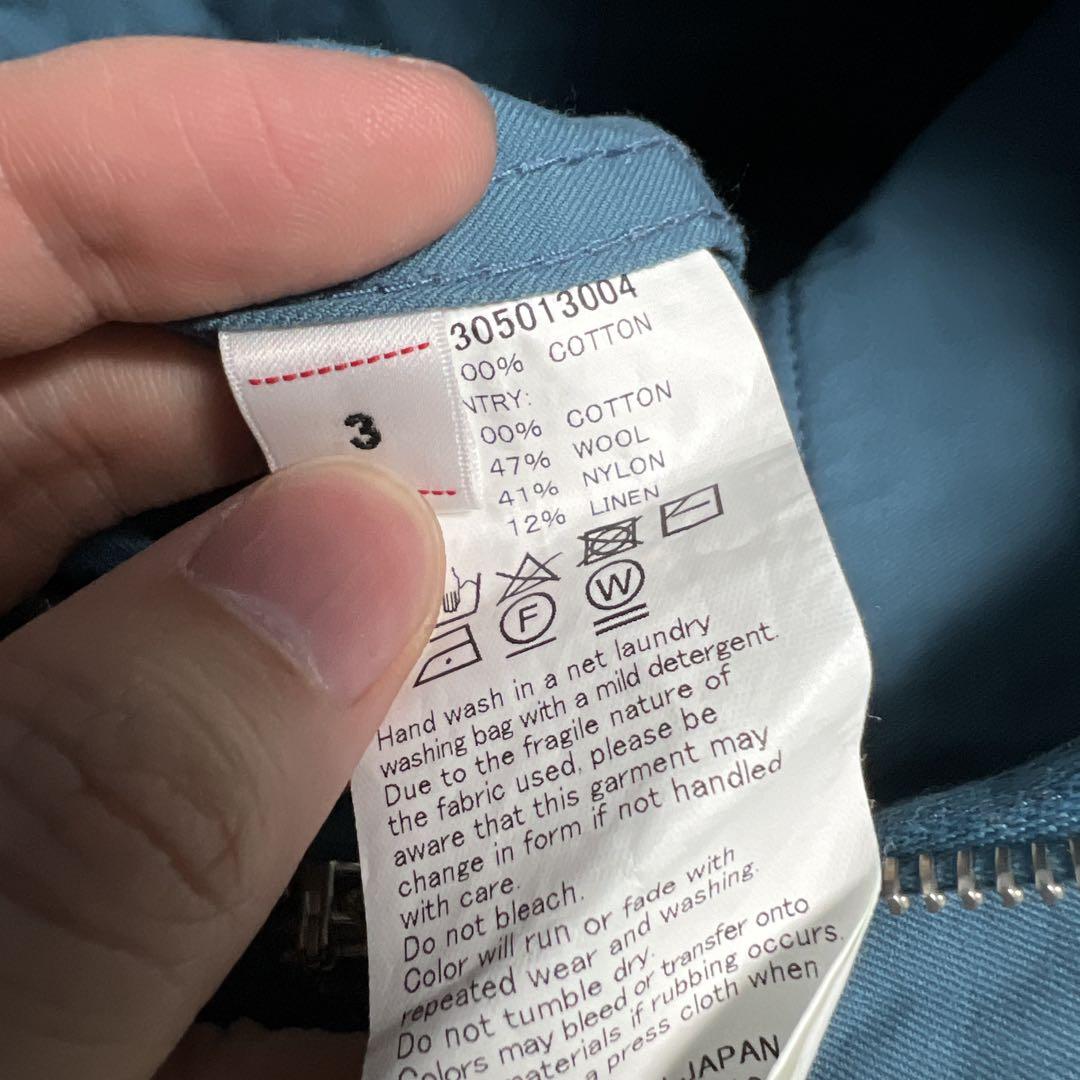 305013004
3
00% COTTON
NTRY:
00% COTTON
47% WOOL
41% NYLON
12% LINEN
F
W
Hand wash in a net laundry
washing bag with a mild detergent.
Due to the fragile nature of
the fabric used, please be
aware that this garment may
change in form if not handled
with care.
Do not bleach.
Color will run or fade with
repeated wear and washing.
Do not tumble dry.
Colors may bleed or transfer onto
materials if rubbing occurs.
a press cloth when
JAPAN